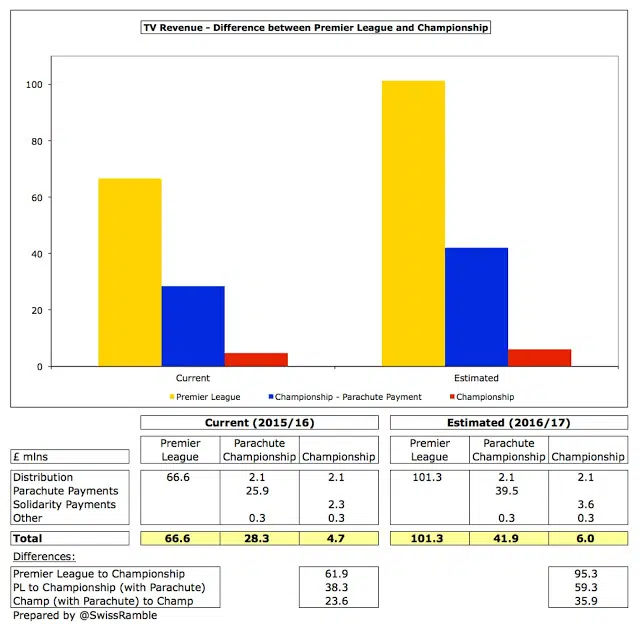 TV Revenue - Difference between Premier League and Championship
100
80
60
40
20
0
Current Estimated
Premier League Championship - Parachute Payment Championship
Current (2015/16) Estimated (2016/17)
Premier Parachute Premier Parachute
£ mlns League Championship Championship League Championship Championship
Distribution 66.6 2.1 2.1 101.3 2.1 2.1
Parachute Payments 25.9 39.5
Solidarity Payments 2.3 3.6
Other 0.3 0.3 0.3 0.3
Total 66.6 28.3 4.7 101.3 41.9 6.0
Differences:
Premier League to Championship 61.9 95.3
PL to Championship (with Parachute) 38.3 59.3
Champ (with Parachute) to Champ 23.6 35.9
Prepared by @SwissRamble